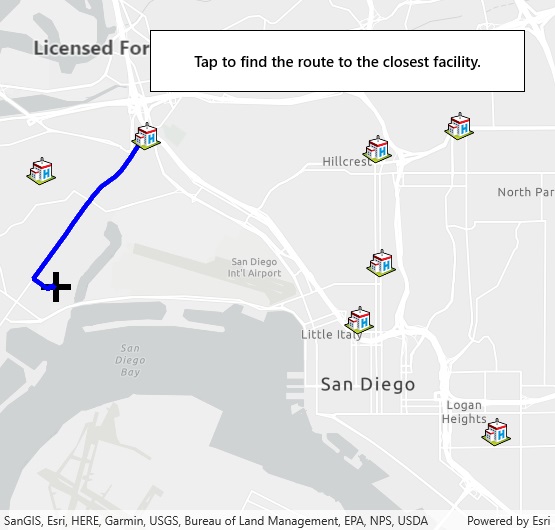 Licensed For
Tap to find the route to the closest facility.
Hillcrest
North Par
San Diego
Int'l Airport
Little Italy
San
Diego
Bay
San Diego
Logan
Heights
SanGIS, Esri, HERE, Garmin, USGS, Bureau of Land Management, EPA, NPS, USDA
Powered by Esri